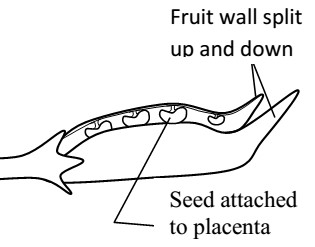 Fruit wall split
up and down
Seed attached
to placenta